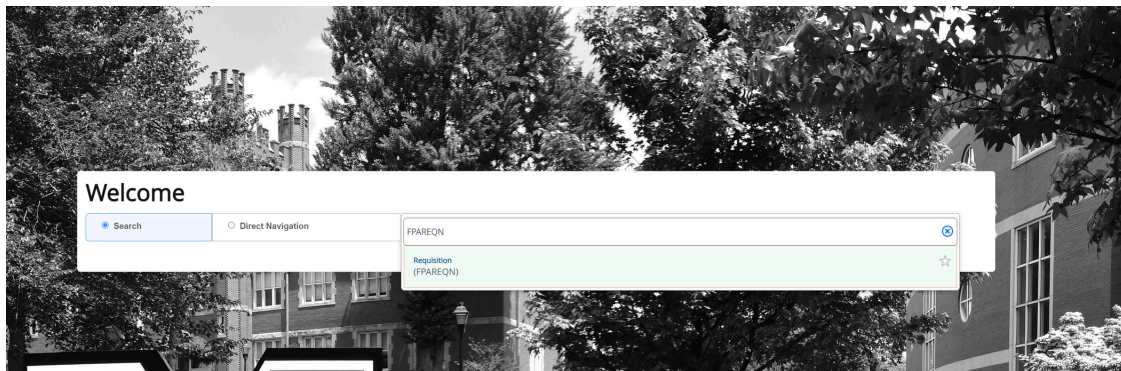 Welcome
Search
Direct Navigation
FPAREQN
Requisition
(FPAREQN)